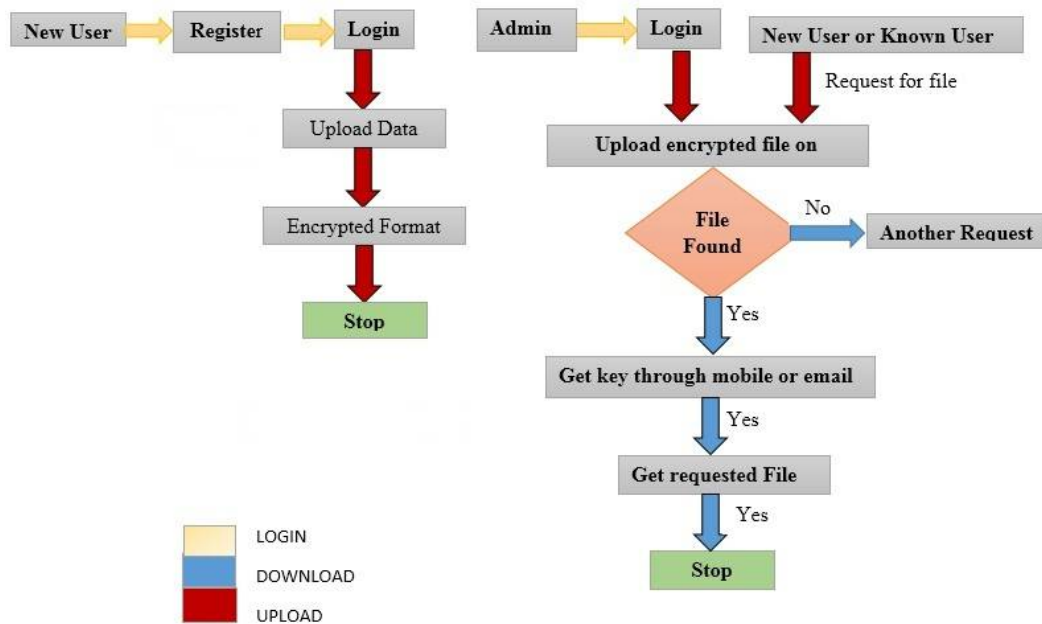 New User
Register
Login
Upload Data
Encrypted Format
Stop
Admin
Login
New User or Known User
Request for file
Upload encrypted file on
File
Found
No
Another Request
Yes
Get key through mobile or email
Yes
Get requested File
Yes
Stop
LOGIN
DOWNLOAD
UPLOAD